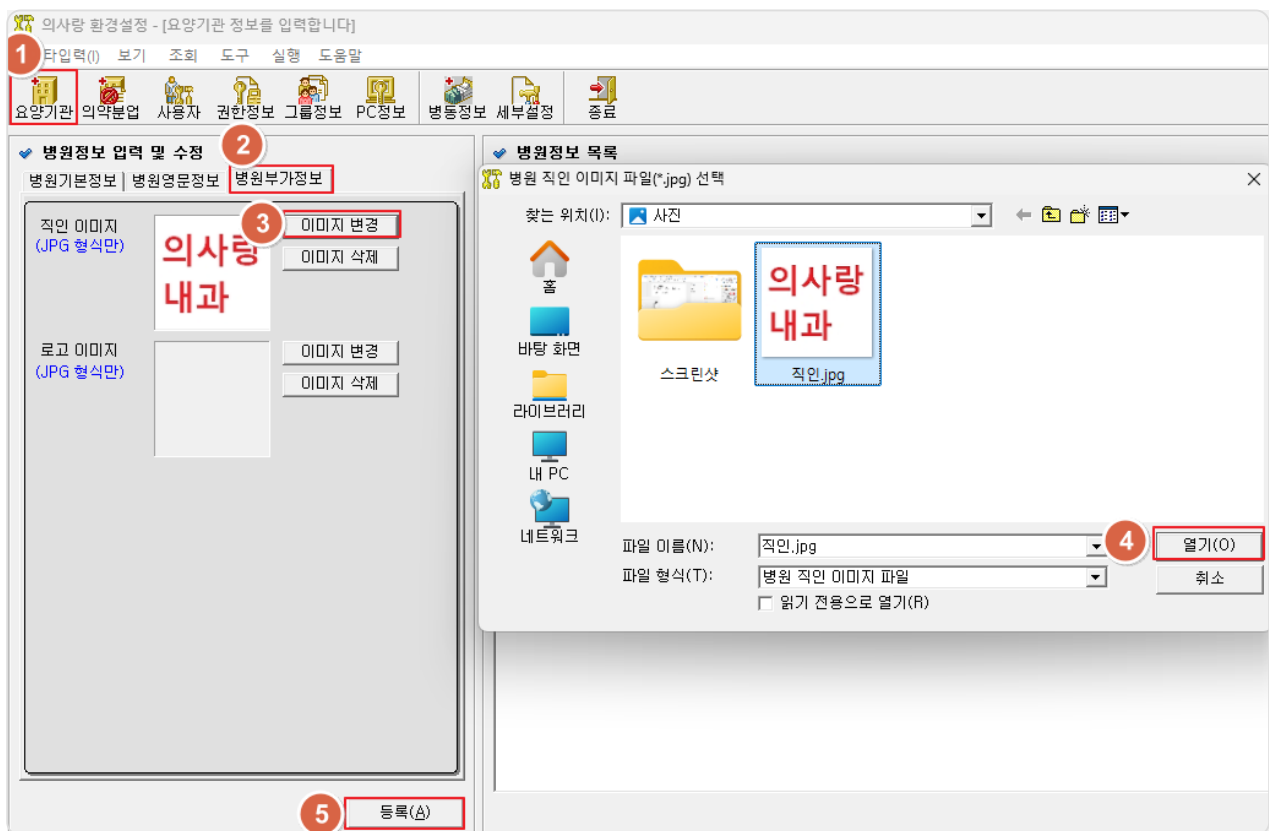 의사랑 환경설정 - [요양기관 정보를 입력합니다]
1
타입력(I) 보기 조회 도구 실행 도움말
요양기관 의약분업 사용자 권한정보 그룹정보 PC정보 병동정보 세부설정 종료
병원정보 입력 및 수정
2
병원기본정보 병원영문정보 병원부가정보
직인 이미지
(JPG 형식만)
의사랑
내과
3
이미지 변경
이미지 삭제
로고 이미지
(JPG 형식만)
이미지 변경
이미지 삭제
5
등록(A)
병원정보 목록
병원 직인 이미지 파일(*.jpg) 선택
찾는 위치(I): 사진
홈
바탕 화면
라이브러리
내 PC
네트워크
스크린샷
의사랑
내과
직인.jpg
파일 이름(N): 직인.jpg
4
열기(O)
파일 형식(T): 병원 직인 이미지 파일
취소
읽기 전용으로 열기(R)